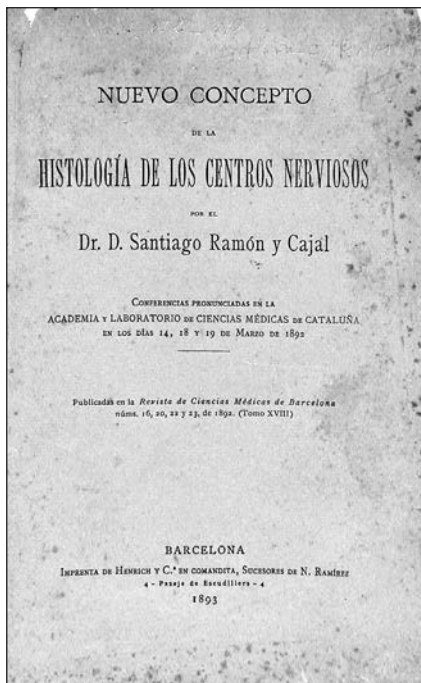 NUEVO CONCEPTO
DE LA
HISTOLOGÍA DE LOS CENTROS NERVIOSOS
POR EL
Dr. D. Santiago Ramón y Cajal
CONFERENCIAS PRONUNCIADAS EN LA
ACADEMIA Y LABORATORIO DE CIENCIAS MÉDICAS DE CATALUÑA
EN LOS DÍAS 14, 18 Y 19 DE MARZO DE 1892
Publicadas en la Revista de Ciencias Médicas de Barcelona
núms. 16, 20, 22 y 23, de 1892. (Tomo XVIII)
BARCELONA
IMPRENTA DE HENRICH Y C.ª EN COMANDITA, SUCESORES DE N. RAMÍREZ
4 - Pasaje de Escudillers - 4
1893